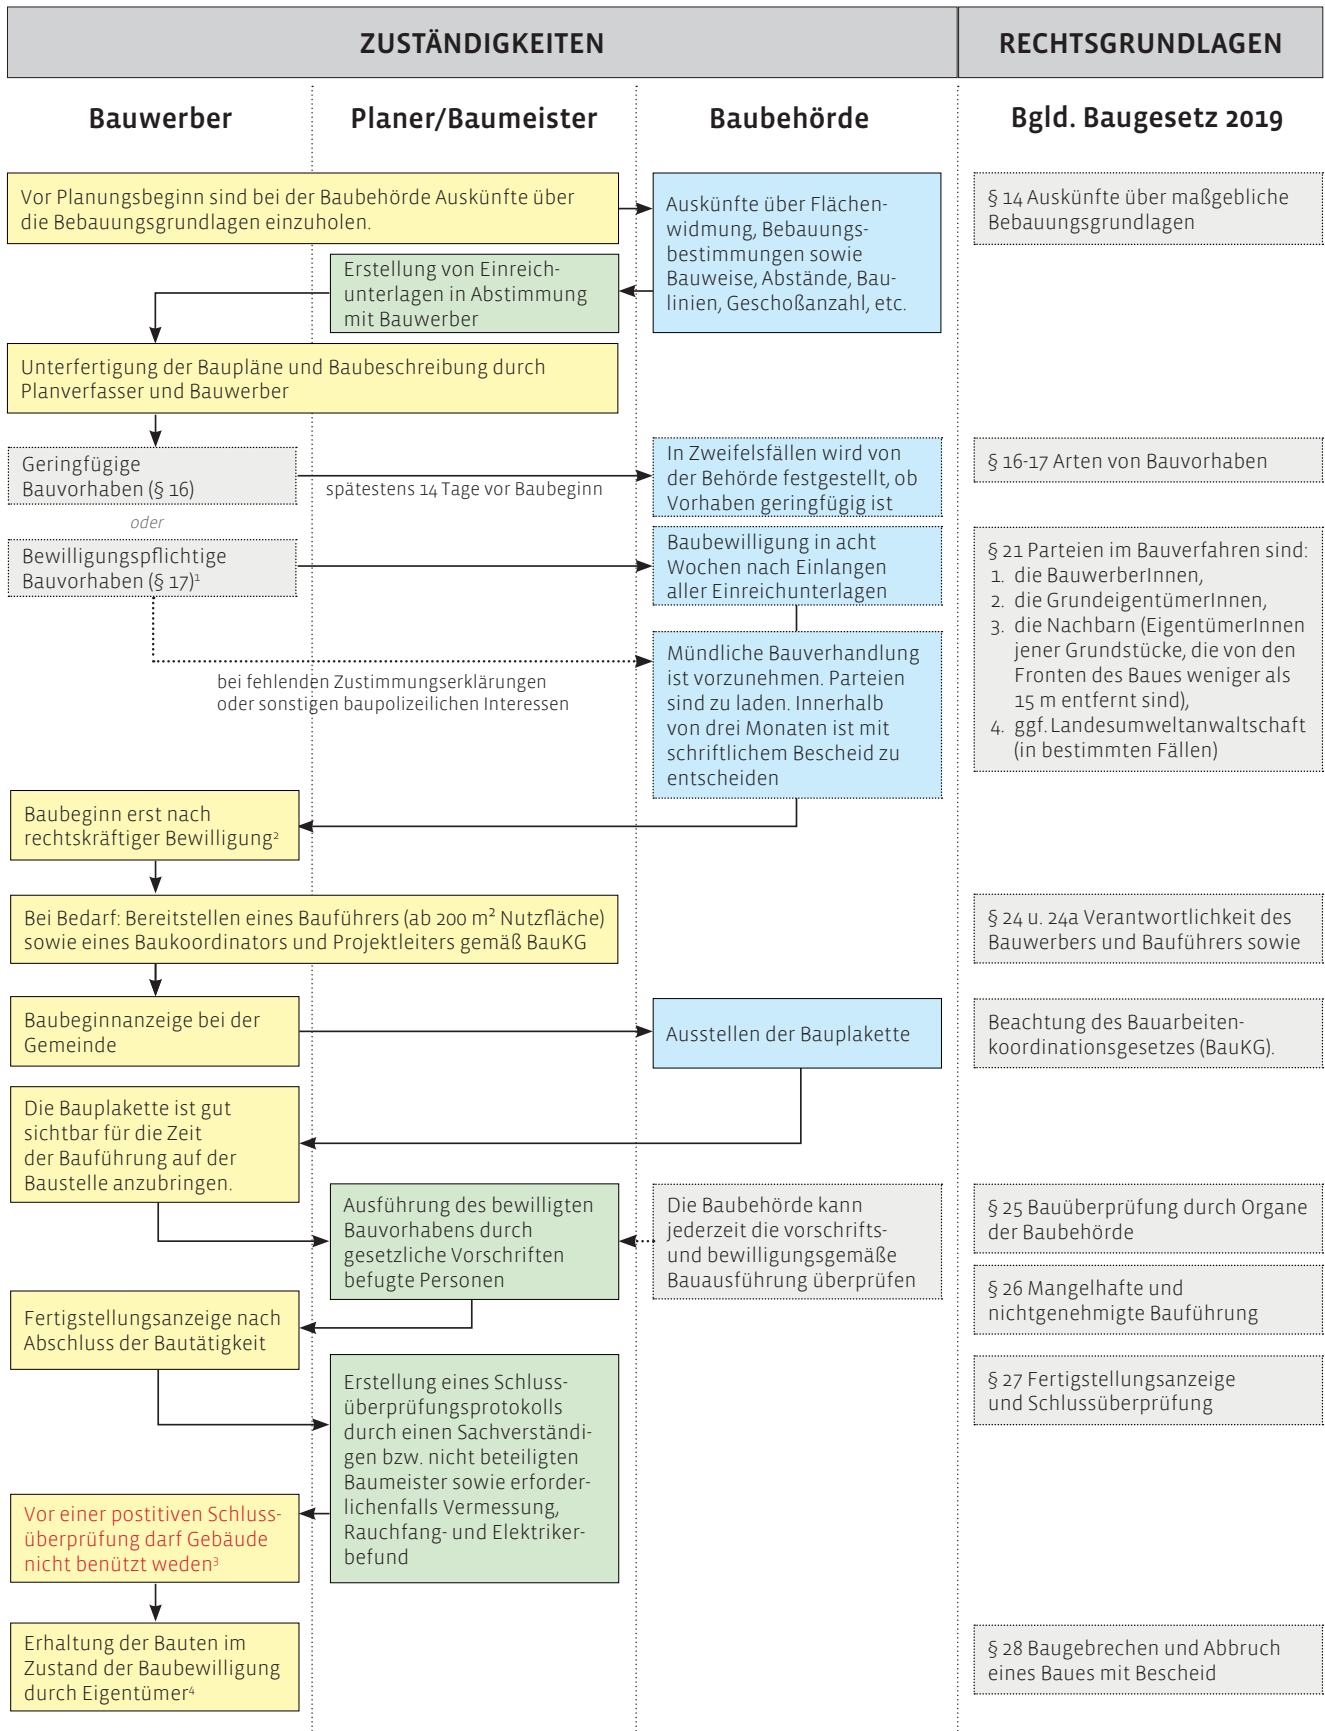 ZUSTÄNDIGKEITEN
RECHTSGRUNDLAGEN
Bauwerber
Planer/Baumeister
Baubehörde
Bgld. Baugesetz 2019
Vor Planungsbeginn sind bei der Baubehörde Auskünfte über
die Bebauungsgrundlagen einzuholen.
Auskünfte über Flächen-
widmung, Bebauungs-
bestimmungen sowie
Bauweise, Abstände, Bau-
linien, Geschoßanzahl, etc.
§ 14 Auskünfte über maßgebliche
Bebauungsgrundlagen
Erstellung von Einreich-
unterlagen in Abstimmung
mit Bauwerber
Unterfertigung der Baupläne und Baubeschreibung durch
Planverfasser und Bauwerber
Geringfügige
Bauvorhaben (§ 16)
spätestens 14 Tage vor Baubeginn
In Zweifelsfällen wird von
der Behörde festgestellt, ob
Vorhaben geringfügig ist
§ 16-17 Arten von Bauvorhaben
oder
Bewilligungspflichtige
Bauvorhaben (§ 17)¹
Baubewilligung in acht
Wochen nach Einlangen
aller Einreichunterlagen
§ 21 Parteien im Bauverfahren sind:
1. die BauwerberInnen,
2. die GrundeigentümerInnen,
3. die Nachbarn (EigentümerInnen
jener Grundstücke, die von den
Fronten des Baues weniger als
15 m entfernt sind),
4. ggf. Landesumweltanwaltschaft
(in bestimmten Fällen)
bei fehlenden Zustimmungserklärungen
oder sonstigen baupolizeilichen Interessen
Mündliche Bauverhandlung
ist vorzunehmen. Parteien
sind zu laden. Innerhalb
von drei Monaten ist mit
schriftlichem Bescheid zu
entscheiden
Baubeginn erst nach
rechtskräftiger Bewilligung²
Bei Bedarf: Bereitstellen eines Bauführers (ab 200 m² Nutzfläche)
sowie eines Baukoordinators und Projektleiters gemäß BauKG
§ 24 u. 24a Verantwortlichkeit des
Bauwerbers und Bauführers sowie
Baubeginnanzeige bei der
Gemeinde
Ausstellen der Bauplakette
Beachtung des Bauarbeiten-
koordinationsgesetzes (BauKG).
Die Bauplakette ist gut
sichtbar für die Zeit
der Bauführung auf der
Baustelle anzubringen.
Ausführung des bewilligten
Bauvorhabens durch
gesetzliche Vorschriften
befugte Personen
Die Baubehörde kann
jederzeit die vorschrifts-
und bewilligungsgemäße
Bauausführung überprüfen
§ 25 Bauüberprüfung durch Organe
der Baubehörde
§ 26 Mangelhafte und
nichtgenehmigte Bauführung
Fertigstellungsanzeige nach
Abschluss der Bautätigkeit
Erstellung eines Schluss-
überprüfungsprotokolls
durch einen Sachverständi-
gen bzw. nicht beteiligten
Baumeister sowie erforder-
lichenfalls Vermessung,
Rauchfang- und Elektriker-
befund
§ 27 Fertigstellungsanzeige
und Schlussüberprüfung
Vor einer postitiven Schluss-
überprüfung darf Gebäude
nicht benützt weden³
Erhaltung der Bauten im
Zustand der Baubewilligung
durch Eigentümer⁴
§ 28 Baugebrechen und Abbruch
eines Baues mit Bescheid